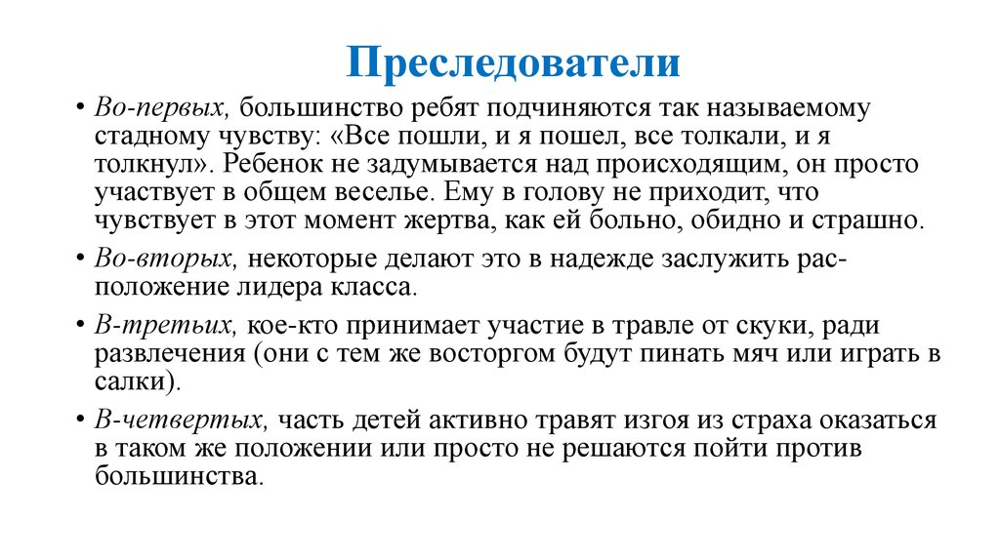 Преследователи
• Во-первых, большинство ребят подчиняются так называемому
стадному чувству: «Все пошли, и я пошел, все толкали, и я
толкнул». Ребенок не задумывается над происходящим, он просто
участвует в общем веселье. Ему в голову не приходит, что
чувствует в этот момент жертва, как ей больно, обидно и страшно.
• Во-вторых, некоторые делают это в надежде заслужить рас-
положение лидера класса.
• В-третьих, кое-кто принимает участие в травле от скуки, ради
развлечения (они с тем же восторгом будут пинать мяч или играть в
салки).
• В-четвертых, часть детей активно травят изгоя из страха оказаться
в таком же положении или просто не решаются пойти против
большинства.